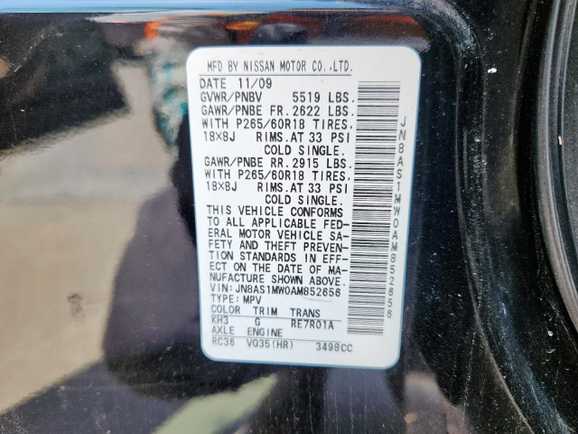 MFD BY NISSAN MOTOR CO.,LTD.
DATE 11/09
GVWR/PNBV 5519 LBS.
GAWR/PNBE FR. 2622 LBS.
WITH P265/60R18 TIRES.
18x8J RIMS.AT 33 PSI
COLD SINGLE.
GAWR/PNBE RR. 2915 LBS.
WITH P265/60R18 TIRES.
18x8J RIMS.AT 33 PSI
COLD SINGLE.
THIS VEHICLE CONFORMS
TO ALL APPLICABLE FED-
ERAL MOTOR VEHICLE SA-
FETY AND THEFT PREVEN-
TION STANDARDS IN EFF-
ECT ON THE DATE OF MA-
NUFACTURE SHOWN ABOVE.
VIN: JN8AS1MW0AM852658
TYPE: MPV
COLOR TRIM TRANS
KH3 G RE7R01A
AXLE ENGINE
RC36 VQ35(HR) 3498CC
JN8AS1MW0AM852658